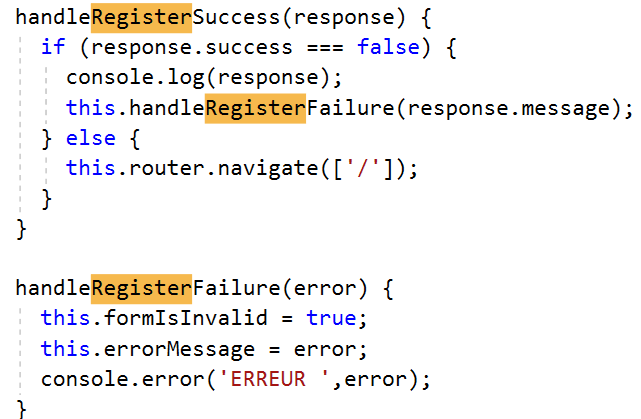 handleRegisterSuccess(response) {
  if (response.success === false) {
    console.log(response);
    this.handleRegisterFailure(response.message);
  } else {
    this.router.navigate(['/']);
  }
}

handleRegisterFailure(error) {
  this.formIsInvalid = true;
  this.errorMessage = error;
  console.error('ERREUR ',error);
}